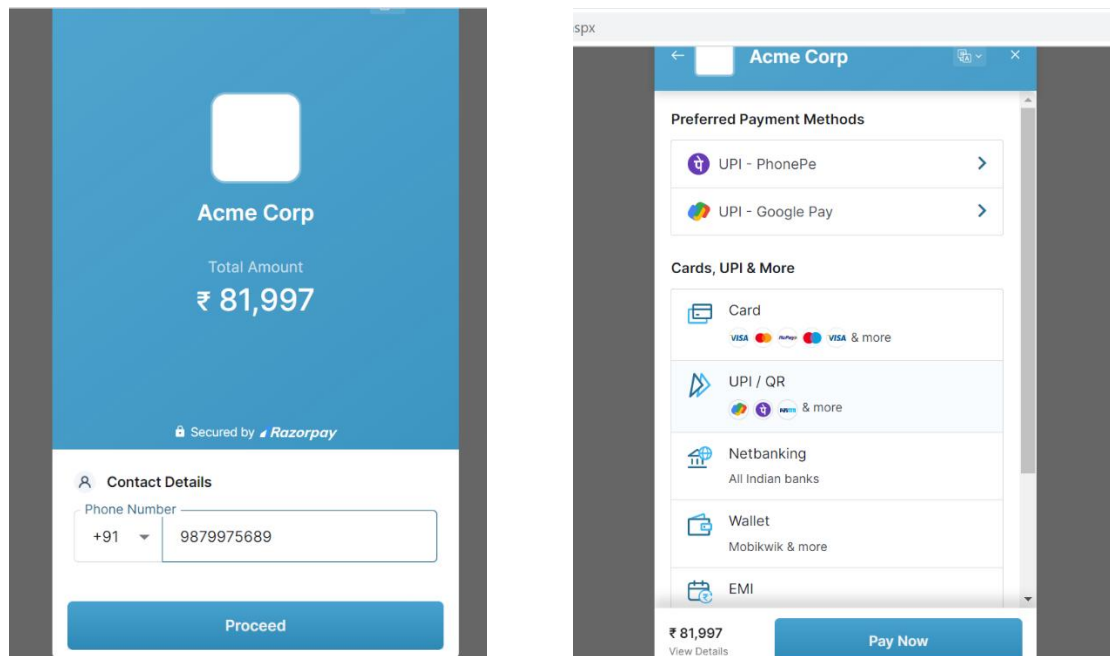 Acme Corp
Total Amount
₹ 81,997
Secured by Razorpay
Contact Details
Phone Number
+91 9879975689
Proceed
spx
Acme Corp
Preferred Payment Methods
UPI - PhonePe
UPI - Google Pay
Cards, UPI & More
Card
VISA RuPay VISA & more
UPI / QR
पे paytm & more
Netbanking
All Indian banks
Wallet
Mobikwik & more
EMI
₹ 81,997
View Details
Pay Now